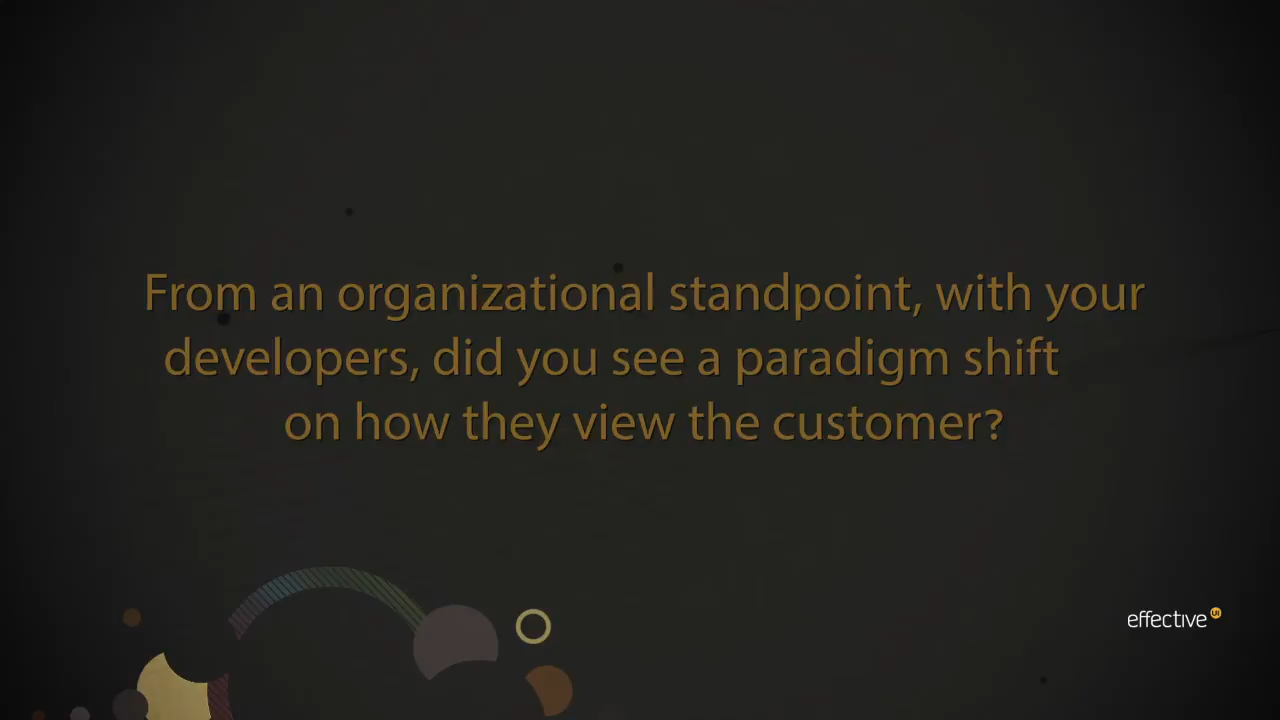 From an organizational standpoint, with your
developers, did you see a paradigm shift
on how they view the customer?
effective UI